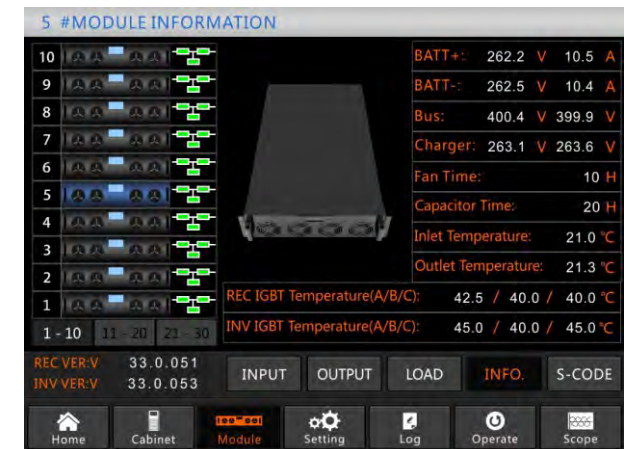 5 #MODULE INFORMATION
10
9
8
7
6
5
4
3
2
1
1 - 10 11 - 20 21 - 30
BATT+: 262.2 V 10.5 A
BATT-: 262.5 V 10.4 A
Bus: 400.4 V 399.9 V
Charger: 263.1 V 263.6 V
Fan Time: 10 H
Capacitor Time: 20 H
Inlet Temperature: 21.0 °C
Outlet Temperature: 21.3 °C
REC IGBT Temperature(A/B/C): 42.5 / 40.0 / 40.0 °C
INV IGBT Temperature(A/B/C): 45.0 / 40.0 / 45.0 °C
REC VER:V 33.0.051
INV VER:V 33.0.053
INPUT OUTPUT LOAD INFO. S-CODE
Home Cabinet Module Setting Log Operate Scope